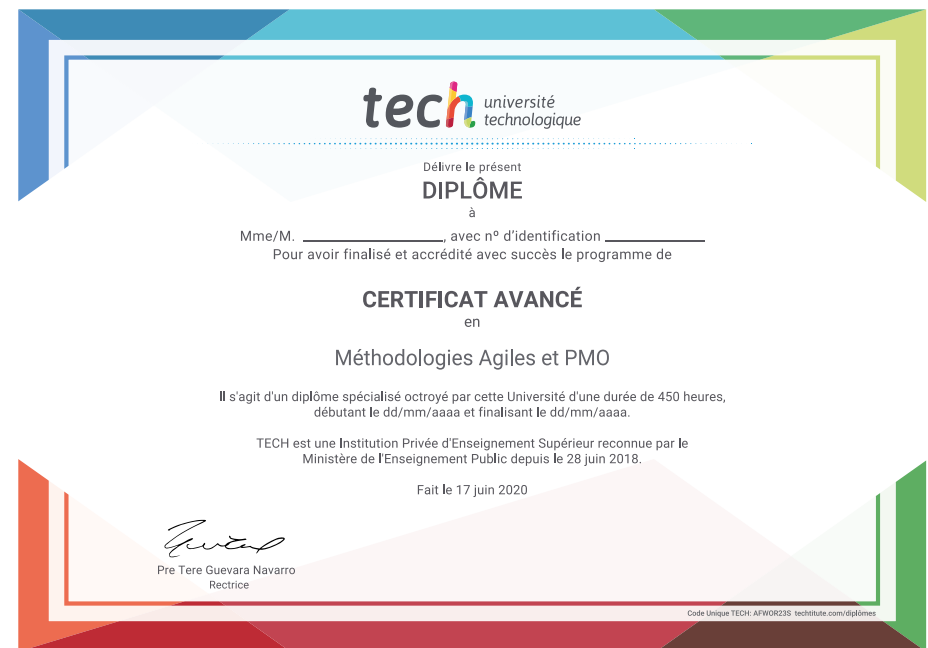 tech université
technologique
Délivre le présent
DIPLÔME
à
Mme/M. ____________________, avec nº d'identification ______________
Pour avoir finalisé et accrédité avec succès le programme de
CERTIFICAT AVANCÉ
en
Méthodologies Agiles et PMO
Il s'agit d'un diplôme spécialisé octroyé par cette Université d'une durée de 450 heures,
débutant le dd/mm/aaaa et finalisant le dd/mm/aaaa.
TECH est une Institution Privée d'Enseignement Supérieur reconnue par le
Ministère de l'Enseignement Public depuis le 28 juin 2018.
Fait le 17 juin 2020
Pre Tere Guevara Navarro
Rectrice
Code Unique TECH: AFWOR23S techtitute.com/diplômes